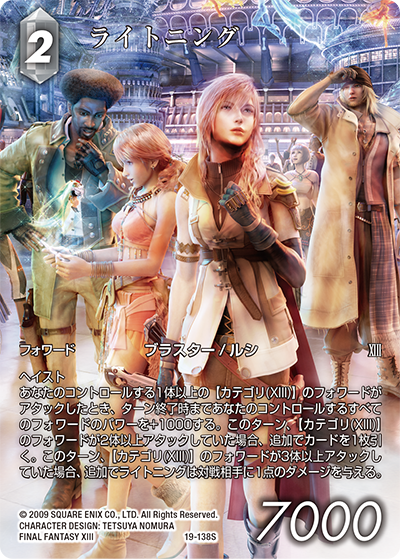 2
ライトニング
フォワード ブラスター/ルシ XIII
ヘイスト
あなたのコントロールする1体以上の【カテゴリ(XIII)】のフォワードが
アタックしたとき、ターン終了時まであなたのコントロールするすべて
のフォワードのパワーを+1000する。このターン、【カテゴリ(XIII)】
のフォワードが2体以上アタックしていた場合、追加でカードを1枚引
く。このターン、【カテゴリ(XIII)】のフォワードが3体以上アタックし
ていた場合、追加でライトニングは対戦相手に1点のダメージを与える。
© 2009 SQUARE ENIX CO., LTD. All Rights Reserved.
CHARACTER DESIGN: TETSUYA NOMURA
FINAL FANTASY XIII 19-138S
7000